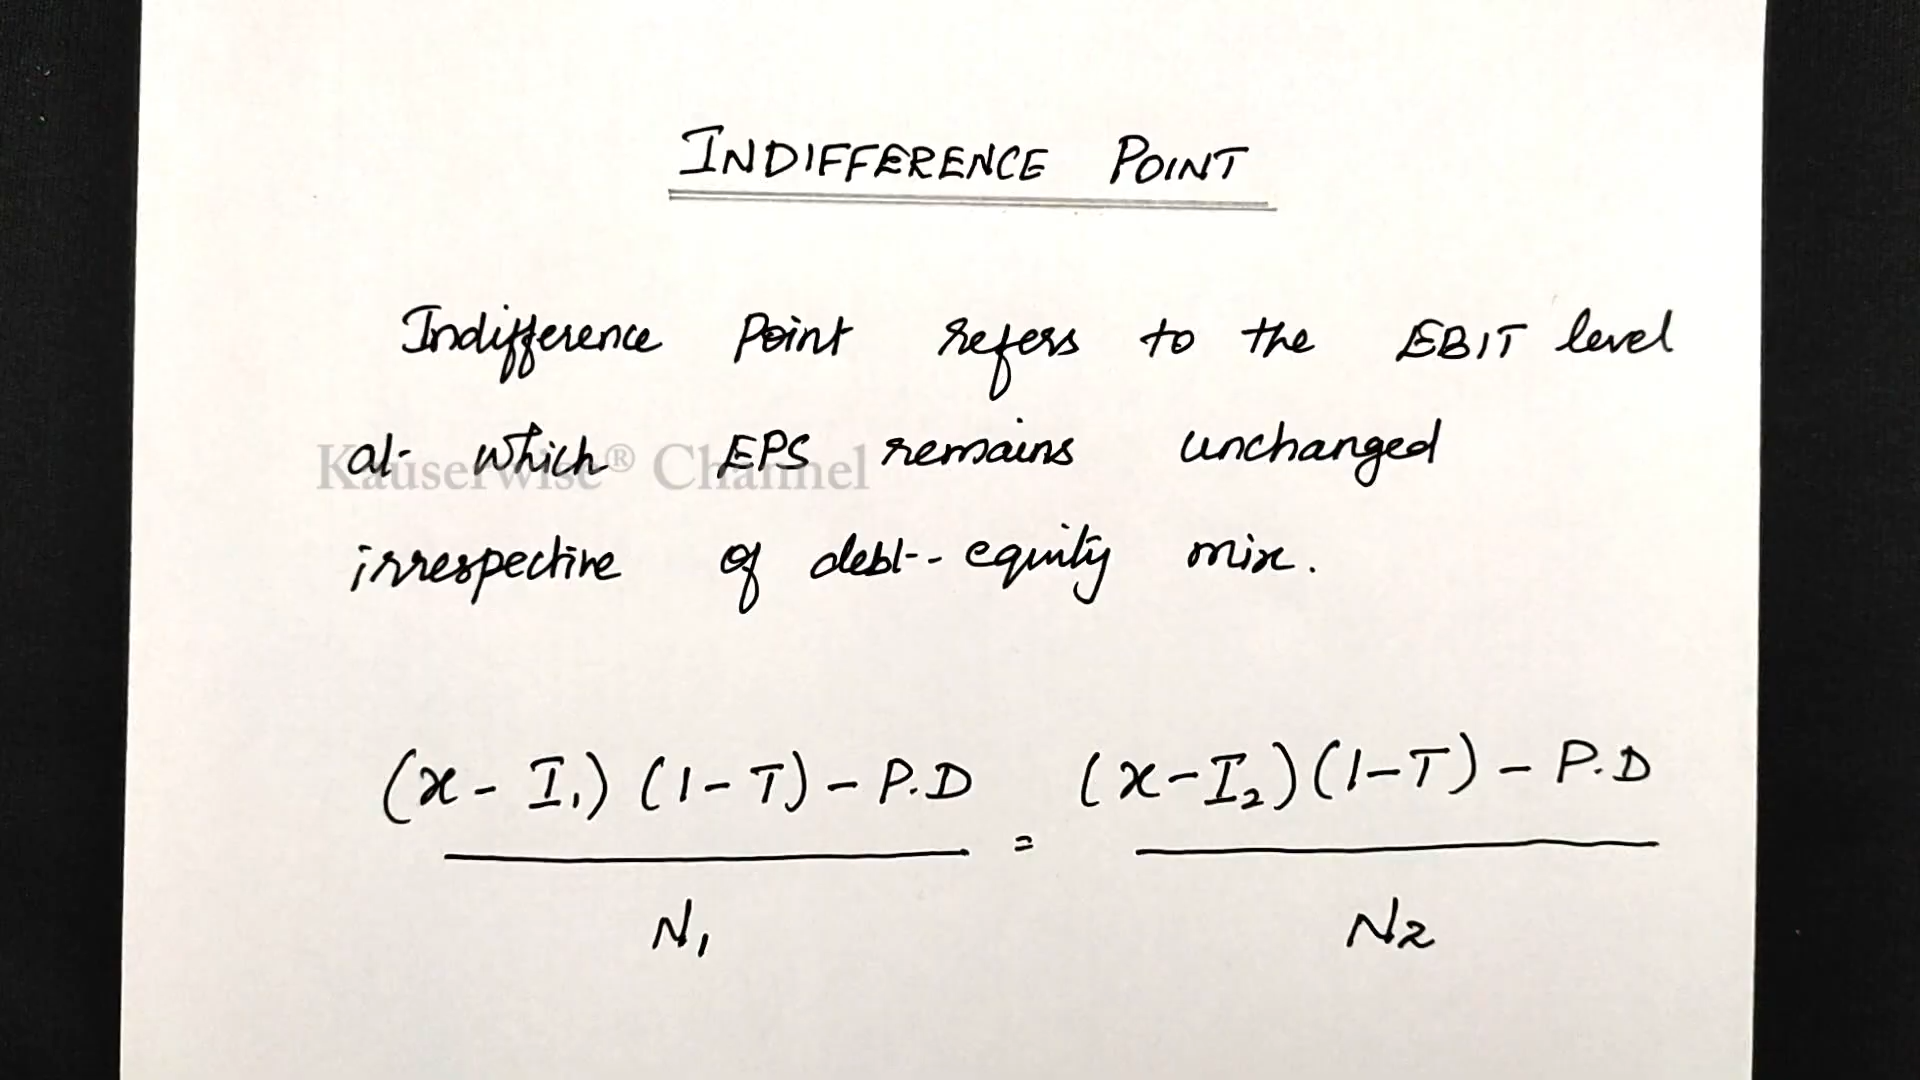 INDIFFERENCE POINT
Indifference Point refers to the EBIT level
at which EPS remains unchanged
Kauserwise® Channel
irrespective of debt-equity mix.
(x - I₁) (1 - T) - P.D = (x - I₂) (1 - T) - P.D
N₁ N₂